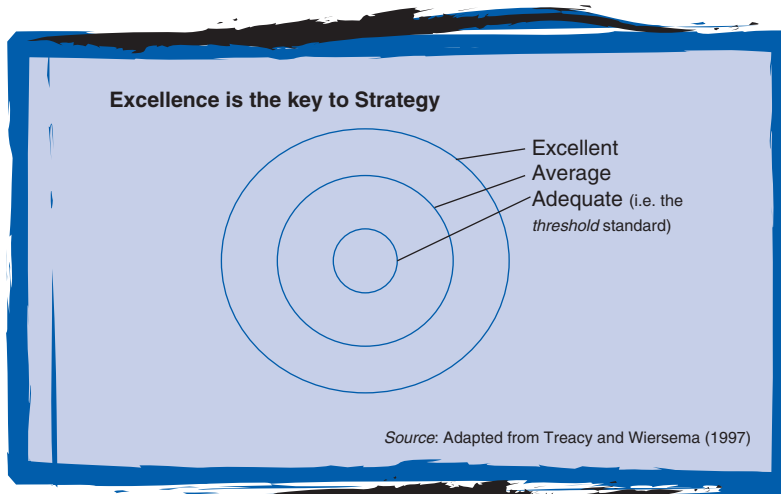 Excellence is the key to Strategy
Excellent
Average
Adequate (i.e. the
threshold standard)
Source: Adapted from Treacy and Wiersema (1997)